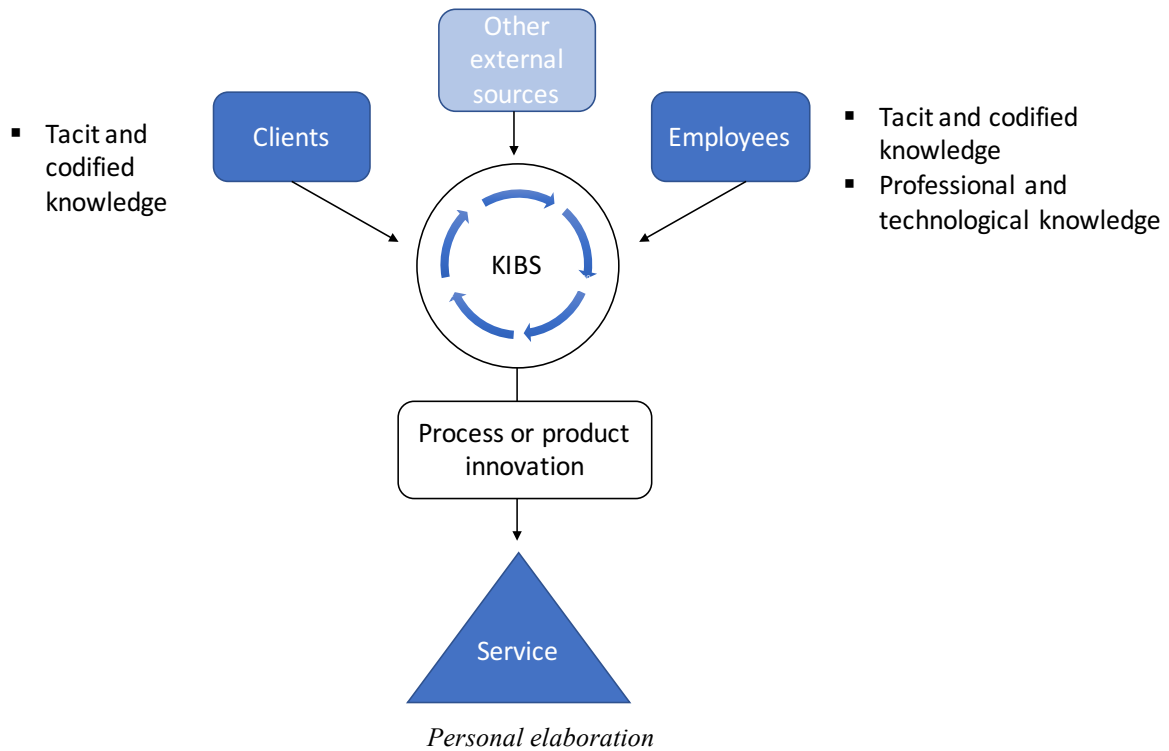 Other
external
sources
Clients
Employees
▪ Tacit and
codified
knowledge
▪ Tacit and codified
knowledge
▪ Professional and
technological knowledge
KIBS
Process or product
innovation
Service
Personal elaboration